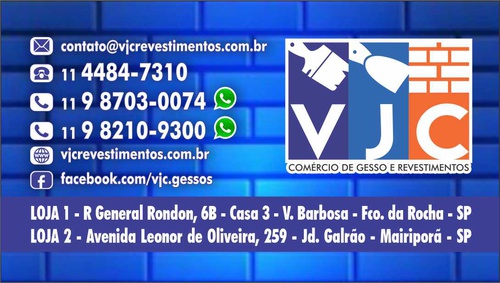 contato@vjcrevestimentos.com.br
11 4484-7310
11 9 8703-0074
11 9 8210-9300
vjcrevestimentos.com.br
facebook.com/vjc.gessos
VJC
COMÉRCIO DE GESSO E REVESTIMENTOS
LOJA 1 - R General Rondon, 6B - Casa 3 - V. Barbosa - Fco. da Rocha - SP
LOJA 2 - Avenida Leonor de Oliveira, 259 - Jd. Galrão - Mairiporã - SP